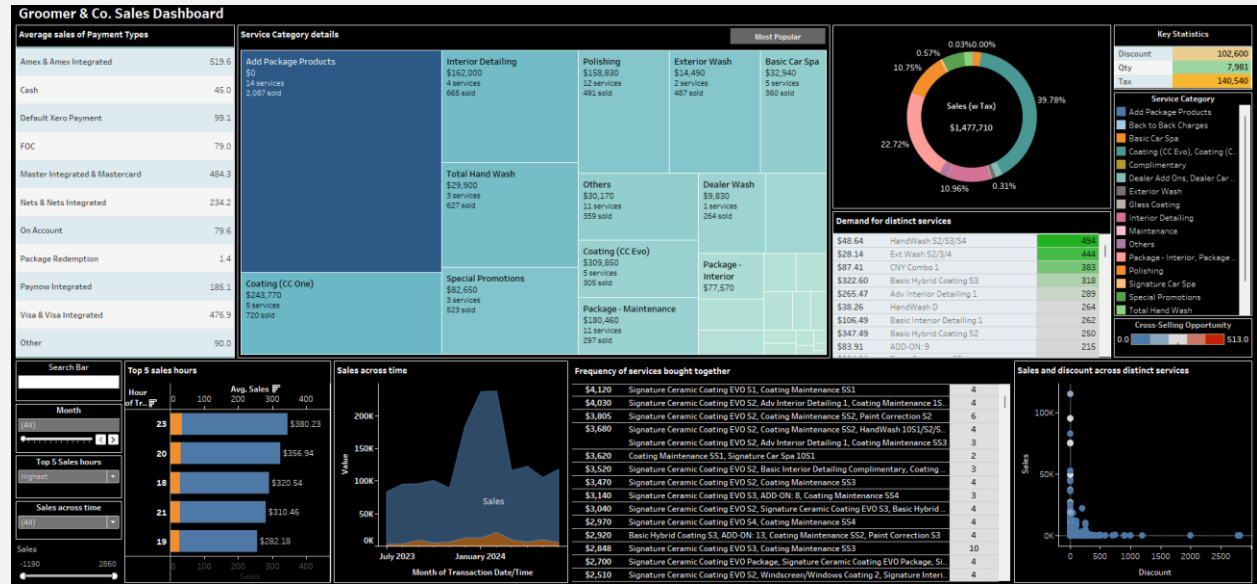 Groomer & Co. Sales Dashboard
Average sales of Payment Types
Amex & Amex Integrated 519.6
Cash 45.0
Default Xero Payment 99.1
FOC 79.0
Master Integrated & Mastercard 484.3
Nets & Nets Integrated 234.2
On Account 79.6
Package Redemption 1.4
Paynow Integrated 185.1
Visa & Visa Integrated 476.9
Other 90.0
Service Category details
Most Popular
Add Package Products
$0
14 services
2,087 sold
Coating (CC One)
$243,770
5 services
720 sold
Interior Detailing
$162,000
4 services
665 sold
Total Hand Wash
$29,900
3 services
627 sold
Special Promotions
$82,650
3 services
523 sold
Polishing
$158,830
12 services
491 sold
Exterior Wash
$14,490
2 services
487 sold
Basic Car Spa
$32,940
5 services
360 sold
Others
$30,170
11 services
359 sold
Coating (CC Evo)
$309,850
5 services
305 sold
Package - Maintenance
$180,460
11 services
297 sold
Dealer Wash
$9,830
1 services
264 sold
Package -
Interior
$77,570
0.03% 0.00%
0.57%
10.75%
39.78%
Sales (w Tax)
$1,477,710
22.72%
10.96%
0.31%
Demand for distinct services
$48.64 HandWash S2/S3/S4 494
$28.14 Ext Wash S2/3/4 444
$87.41 CNY Combo 1 383
$322.60 Basic Hybrid Coating S3 318
$265.47 Adv Interior Detailing 1 289
$38.26 HandWash D 264
$106.49 Basic Interior Detailing 1 262
$347.49 Basic Hybrid Coating S2 250
$83.91 ADD-ON: 9 215
Key Statistics
Discount 102,600
Qty 7,981
Tax 140,540
Service Category
Add Package Products
Back to Back Charges
Basic Car Spa
Coating (CC Evo), Coating (C..
Complimentary
Dealer Add Ons, Dealer Car ..
Exterior Wash
Glass Coating
Interior Detailing
Maintenance
Others
Package - Interior, Package ..
Polishing
Signature Car Spa
Special Promotions
Total Hand Wash
Cross-Selling Opportunity
0.0 513.0
Search Bar
Month
(All)
Top 5 Sales hours
Highest
Sales across time
(All)
Sales
-1190 2860
Top 5 sales hours
Hour
of Tr..
Avg. Sales
0 100 200 300 400
23 $380.23
20 $356.94
18 $320.54
21 $310.46
19 $282.18
0 100 200 300 400
Sales
Sales across time
Value
200K
150K
100K
50K
0K
Sales
July 2023 January 2024
Month of Transaction Date/Time
Frequency of services bought together
$4,120 Signature Ceramic Coating EVO S1, Coating Maintenance 5S1 4
$4,030 Signature Ceramic Coating EVO S2, Adv Interior Detailing 1, Coating Maintenance 1S.. 4
$3,805 Signature Ceramic Coating EVO S2, Coating Maintenance 5S2, Paint Correction S2 6
$3,680 Signature Ceramic Coating EVO S2, Coating Maintenance 5S2, HandWash 10S1/S2/S.. 4
Signature Ceramic Coating EVO S2, Adv Interior Detailing 1, Coating Maintenance 5S3 3
$3,620 Coating Maintenance 5S1, Signature Car Spa 10S1 2
$3,520 Signature Ceramic Coating EVO S2, Basic Interior Detailing Complimentary, Coating .. 3
$3,470 Signature Ceramic Coating EVO S2, Coating Maintenance 5S3 4
$3,140 Signature Ceramic Coating EVO S3, ADD-ON: 8, Coating Maintenance 5S4 3
$3,040 Signature Ceramic Coating EVO S2, Signature Ceramic Coating EVO S3, Basic Hybrid .. 4
$2,970 Signature Ceramic Coating EVO S4, Coating Maintenance 5S4 4
$2,920 Basic Hybrid Coating S3, ADD-ON: 13, Coating Maintenance 5S2, Paint Correction S3 4
$2,848 Signature Ceramic Coating EVO S3, Coating Maintenance 5S3 10
$2,700 Signature Ceramic Coating EVO Package, Signature Ceramic Coating EVO Package, Si.. 4
$2,510 Signature Ceramic Coating EVO S2, Windscreen/Windows Coating 2, Signature Interi.. 4
Sales and discount across distinct services
Sales
100K
50K
0K
0 500 1000 1500 2000 2500
Discount